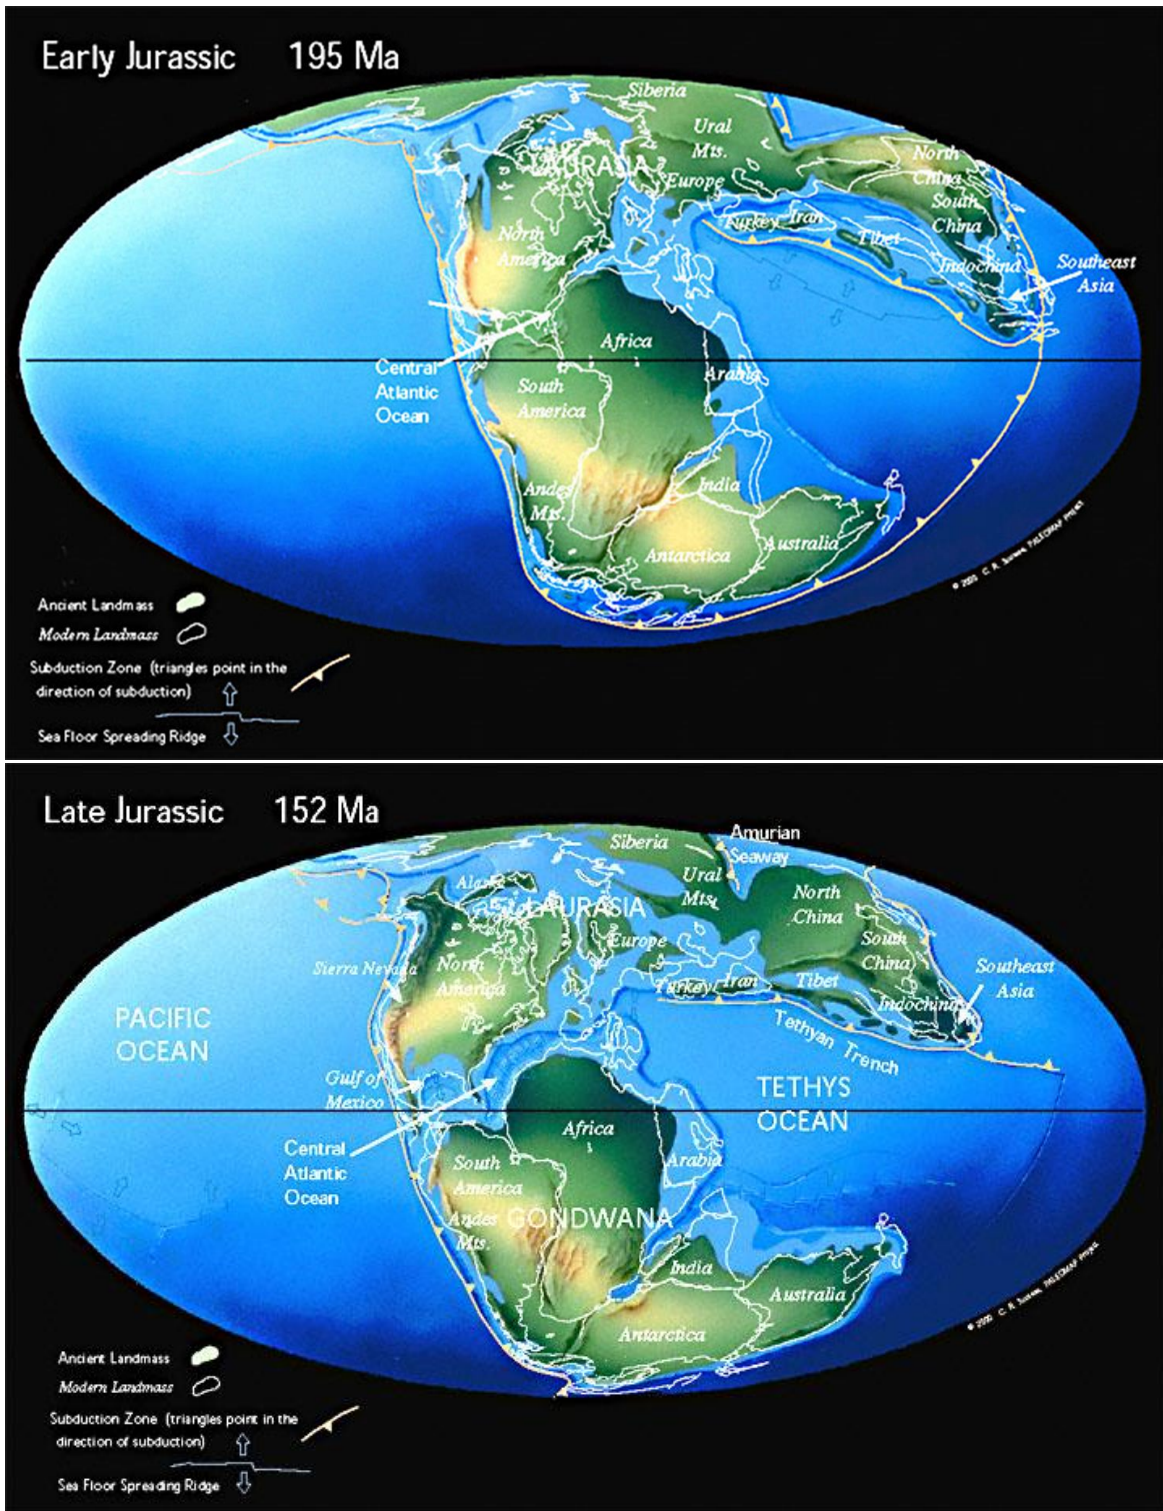 Early Jurassic 195 Ma
Siberia
Ural
Mts.
LAURASIA
Europe
North
China
South
China
Turkey
Iran
Tibet
Indochina
Southeast
Asia
North
America
Africa
Arabia
Central
Atlantic
Ocean
South
America
Andes
Mts.
India
Antarctica
Australia
Ancient Landmass
Modern Landmass
Subduction Zone (triangles point in the
direction of subduction)
Sea Floor Spreading Ridge
PALEOMAP Project
Late Jurassic 152 Ma
Siberia
Amurian
Seaway
Ural
Mts.
Alaska
LAURASIA
North
China
Europe
South
China
Sierra Nevada
North
America
Turkey
Iran
Tibet
Indochina
Southeast
Asia
PACIFIC
OCEAN
Tethyan Trench
Gulf of
Mexico
TETHYS
OCEAN
Africa
Central
Atlantic
Ocean
South
America
Arabia
Andes
Mts.
GONDWANA
India
Australia
Antarctica
Ancient Landmass
Modern Landmass
Subduction Zone (triangles point in the
direction of subduction)
Sea Floor Spreading Ridge
PALEOMAP Project